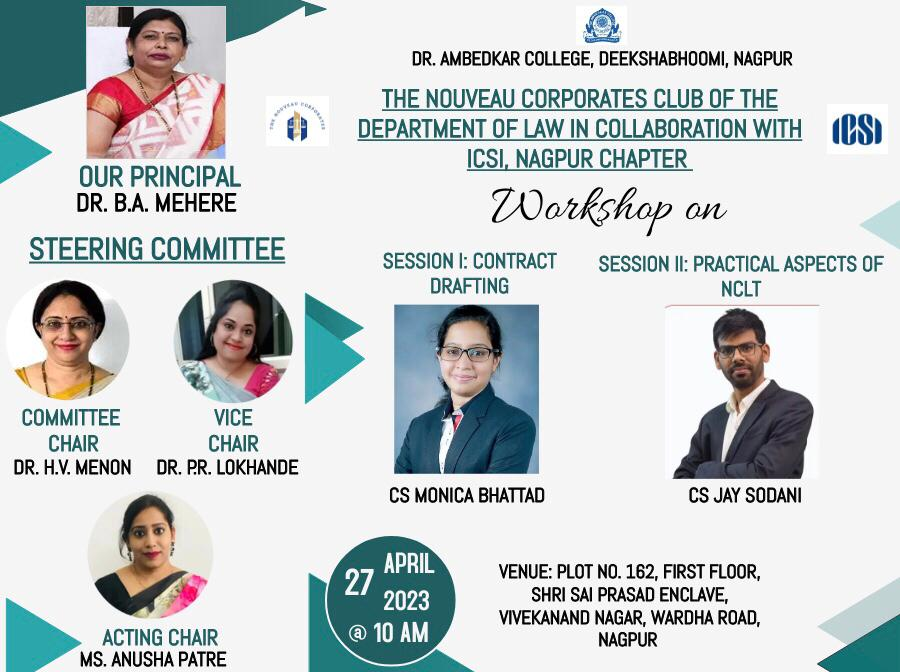 DR. AMBEDKAR COLLEGE, DEEKSHABHOOMI, NAGPUR
THE NOUVEAU CORPORATES
THE NOUVEAU CORPORATES CLUB OF THE
DEPARTMENT OF LAW IN COLLABORATION WITH
ICSI, NAGPUR CHAPTER
ICSI
Workshop on
OUR PRINCIPAL
DR. B.A. MEHERE
STEERING COMMITTEE
COMMITTEE
CHAIR
DR. H.V. MENON
VICE
CHAIR
DR. P.R. LOKHANDE
ACTING CHAIR
MS. ANUSHA PATRE
SESSION I: CONTRACT
DRAFTING
CS MONICA BHATTAD
SESSION II: PRACTICAL ASPECTS OF
NCLT
CS JAY SODANI
27 APRIL
2023
@ 10 AM
VENUE: PLOT NO. 162, FIRST FLOOR,
SHRI SAI PRASAD ENCLAVE,
VIVEKANAND NAGAR, WARDHA ROAD,
NAGPUR